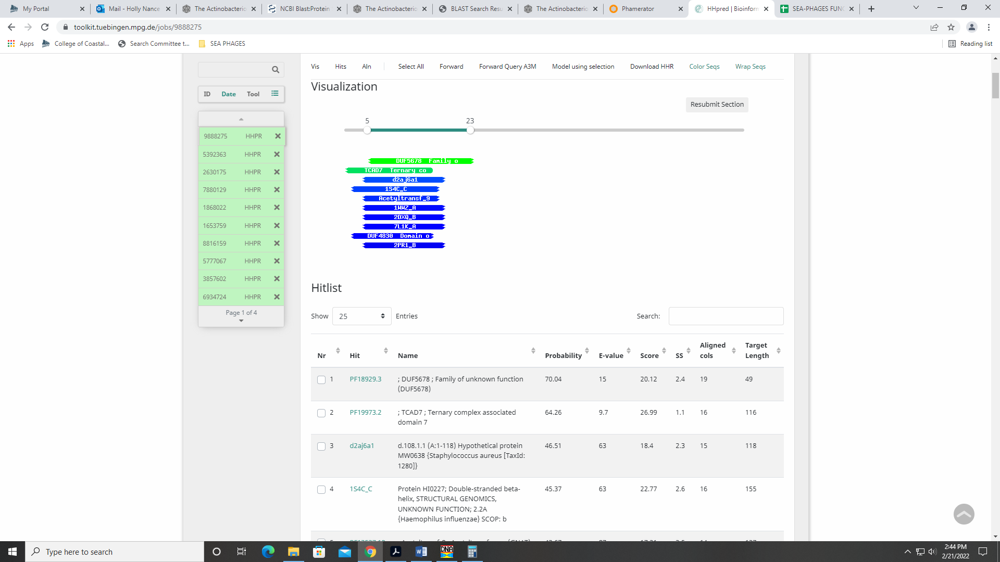 My Portal
Mail - Holly Nance
The Actinobacterio
NCBI Blast:Protein
The Actinobacterio
BLAST Search Resu
The Actinobacterio
Phamerator
HHpred | Bioinform
SEA-PHAGES FUNC
toolkit.tuebingen.mpg.de/jobs/9888275
Apps
College of Coastal...
Search Committee t...
SEA PHAGES
Reading list
ID Date Tool
9888275 HHPR
5392363 HHPR
2630175 HHPR
7880129 HHPR
1868022 HHPR
1653759 HHPR
8816159 HHPR
5777067 HHPR
3857602 HHPR
6934724 HHPR
Page 1 of 4
Vis Hits Aln Select All Forward Forward Query A3M Model using selection Download HHR Color Seqs Wrap Seqs
Visualization
Resubmit Section
5 23
DUF5678 Family o
TCAD7 Ternary co
d2aj6a1
1S4C_C
Acetyltransf_9
1WWZ_A
2DXQ_B
7L1K_A
DUF4830 Domain o
2PR1_B
Hitlist
Show 25 Entries Search:
Nr Hit Name Probability E-value Score SS Aligned cols Target Length
1 PF18929.3 ; DUF5678 ; Family of unknown function (DUF5678) 70.04 15 20.12 2.4 19 49
2 PF19973.2 ; TCAD7 ; Ternary complex associated domain 7 64.26 9.7 26.99 1.1 16 116
3 d2aj6a1 d.108.1.1 (A:1-118) Hypothetical protein MW0638 {Staphylococcus aureus [TaxId: 1280]} 46.51 63 18.4 2.3 15 118
4 1S4C_C Protein HI0227; Double-stranded beta-helix, STRUCTURAL GENOMICS, UNKNOWN FUNCTION; 2.2A {Haemophilus influenzae} SCOP: b 45.37 63 22.77 2.6 16 155
Type here to search
DNA
2:44 PM
2/21/2022